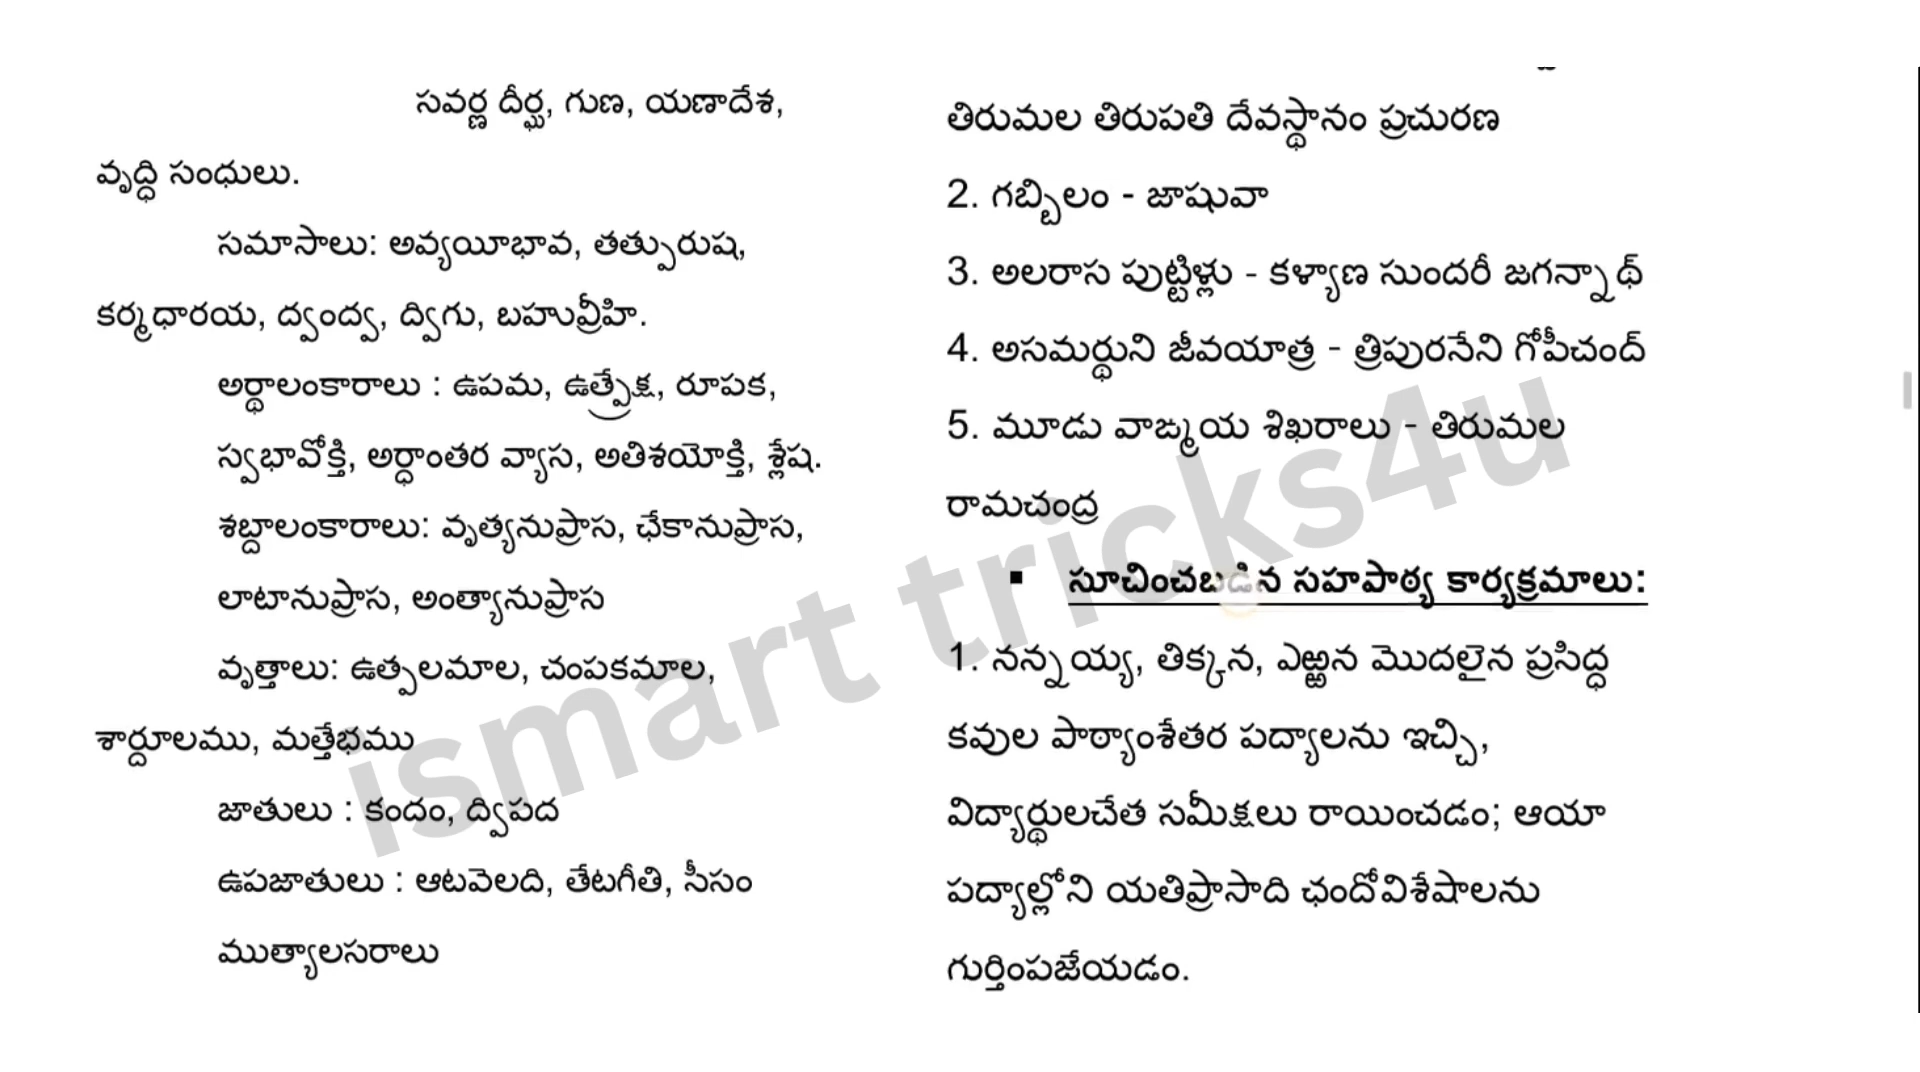 సవర్ణ దీర్ఘ, గుణ, యణాదేశ,
వృద్ధి సంధులు.
సమాసాలు: అవ్యయీభావ, తత్పురుష,
కర్మధారయ, ద్వంద్వ, ద్విగు, బహువ్రీహి.
అర్థాలంకారాలు : ఉపమ, ఉత్ప్రేక్ష, రూపక,
స్వభావోక్తి, అర్ధాంతర వ్యాస, అతిశయోక్తి, శ్లేష.
శబ్దాలంకారాలు: వృత్యనుప్రాస, ఛేకానుప్రాస,
లాటానుప్రాస, అంత్యానుప్రాస
వృత్తాలు: ఉత్పలమాల, చంపకమాల,
శార్దూలము, మత్తేభము
జాతులు : కందం, ద్విపద
ఉపజాతులు : ఆటవెలది, తేటగీతి, సీసం
ముత్యాలసరాలు
తిరుమల తిరుపతి దేవస్థానం ప్రచురణ
2. గబ్బిలం - జాషువా
3. అలరాస పుట్టిళ్లు - కళ్యాణ సుందరీ జగన్నాథ్
4. అసమర్థుని జీవయాత్ర - త్రిపురనేని గోపీచంద్
5. మూడు వాఙ్మయ శిఖరాలు - తిరుమల
రామచంద్ర
▪ సూచించబడిన సహపాఠ్య కార్యక్రమాలు:
1. నన్నయ్య, తిక్కన, ఎఱ్ఱన మొదలైన ప్రసిద్ధ
కవుల పాఠ్యాంశేతర పద్యాలను ఇచ్చి,
విద్యార్థులచేత సమీక్షలు రాయించడం; ఆయా
పద్యాల్లోని యతిప్రాసాది ఛందోవిశేషాలను
గుర్తింపజేయడం.
ismart tricks4u